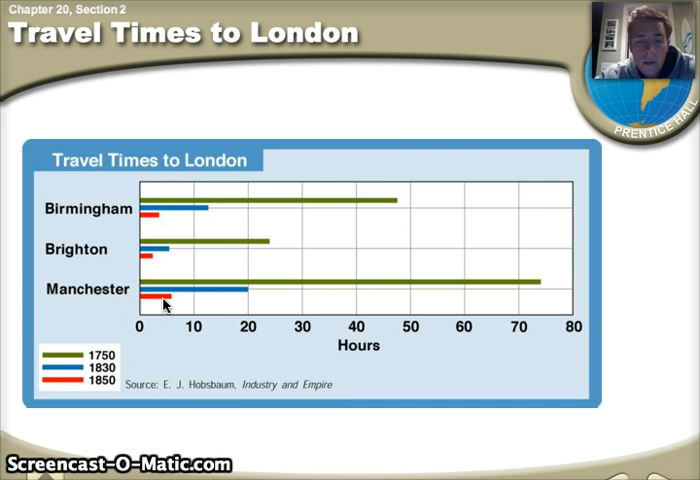 Chapter 20, Section 2
Travel Times to London
PRENTICE HALL
Travel Times to London
Birmingham
Brighton
Manchester
0 10 20 30 40 50 60 70 80
Hours
1750
1830
1850
Source: E. J. Hobsbaum, Industry and Empire
Screencast-O-Matic.com